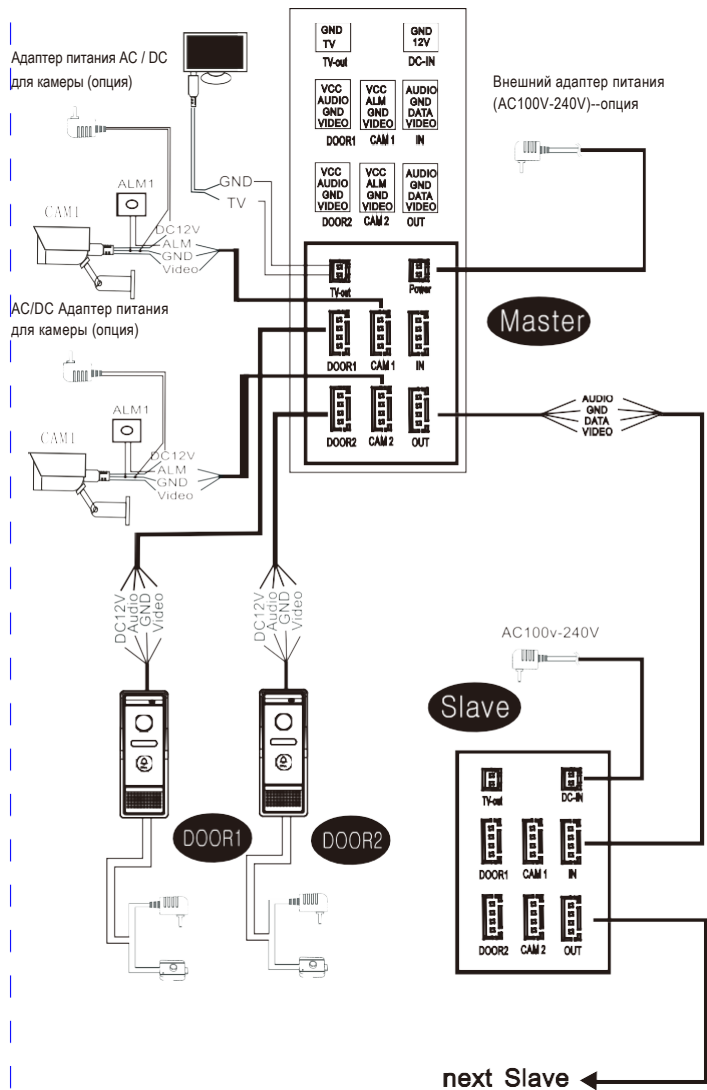 Адаптер питания AC / DC
для камеры (опция)
GND
TV
TV-out
GND
12V
DC-IN
VCC
AUDIO
GND
VIDEO
DOOR1
VCC
ALM
GND
VIDEO
CAM 1
AUDIO
GND
DATA
VIDEO
IN
VCC
AUDIO
GND
VIDEO
DOOR2
VCC
ALM
GND
VIDEO
CAM 2
AUDIO
GND
DATA
VIDEO
OUT
Внешний адаптер питания
(AC100V-240V)--опция
ALM1
CAM1
DC12V
ALM
GND
Video
GND
TV
TV-out
Power
DOOR1
CAM 1
IN
DOOR2
CAM 2
OUT
Master
AC/DC Адаптер питания
для камеры (опция)
ALM1
CAM1
DC12V
ALM
GND
Video
AUDIO
GND
DATA
VIDEO
DC12V
Audio
GND
Video
DC12V
Audio
GND
Video
DOOR1
DOOR2
AC100v-240V
Slave
TV-out
DC-IN
DOOR1
CAM 1
IN
DOOR2
CAM 2
OUT
next Slave